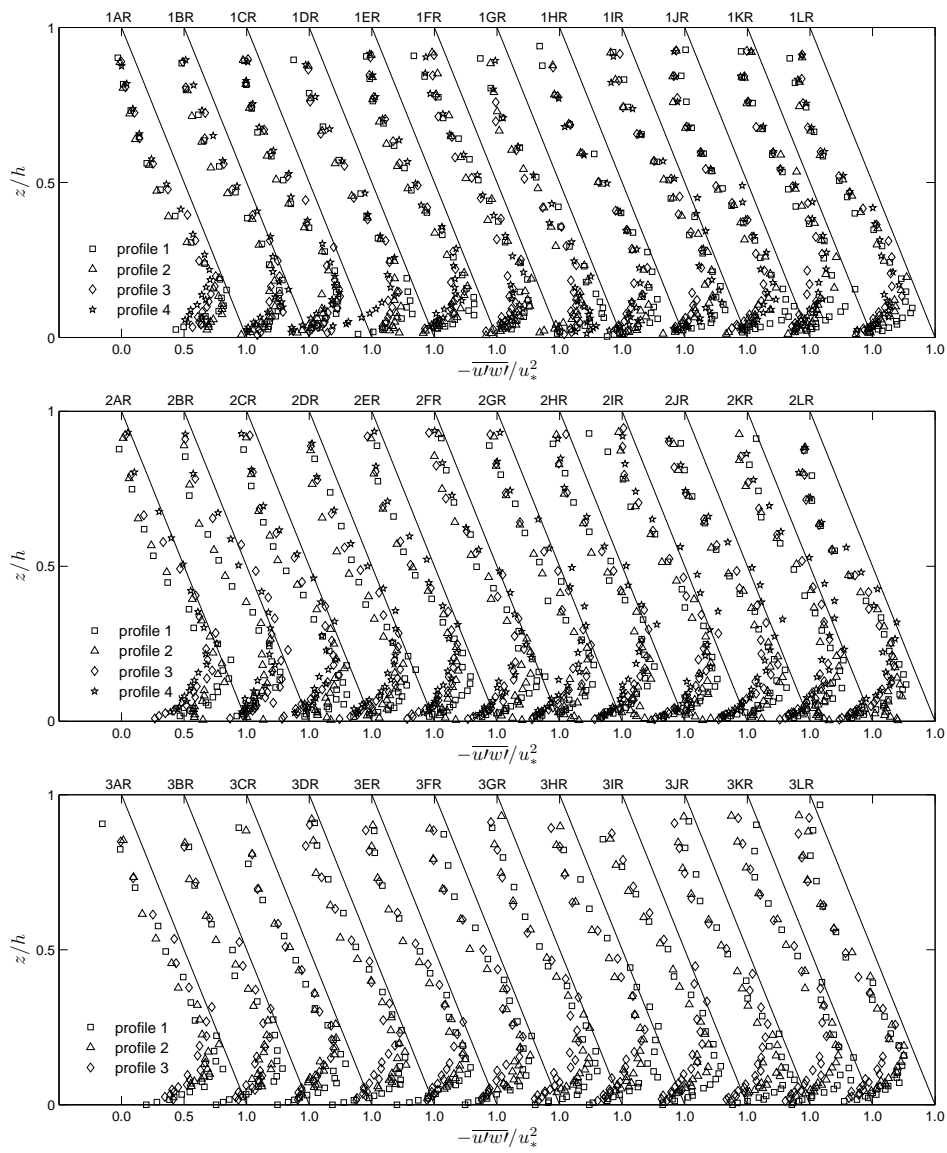 1AR 1BR 1CR 1DR 1ER 1FR 1GR 1HR 1IR 1JR 1KR 1LR
1
z/h
0.5
profile 1
profile 2
profile 3
profile 4
0
0.0 0.5 1.0 1.0 1.0 1.0 1.0 1.0 1.0 1.0 1.0 1.0 1.0 1.0
−u′w′/u*²
2AR 2BR 2CR 2DR 2ER 2FR 2GR 2HR 2IR 2JR 2KR 2LR
1
z/h
0.5
profile 1
profile 2
profile 3
profile 4
0
0.0 0.5 1.0 1.0 1.0 1.0 1.0 1.0 1.0 1.0 1.0 1.0 1.0 1.0
−u′w′/u*²
3AR 3BR 3CR 3DR 3ER 3FR 3GR 3HR 3IR 3JR 3KR 3LR
1
z/h
0.5
profile 1
profile 2
profile 3
0
0.0 1.0 1.0 1.0 1.0 1.0 1.0 1.0 1.0 1.0 1.0 1.0 1.0 1.0
−u′w′/u*²